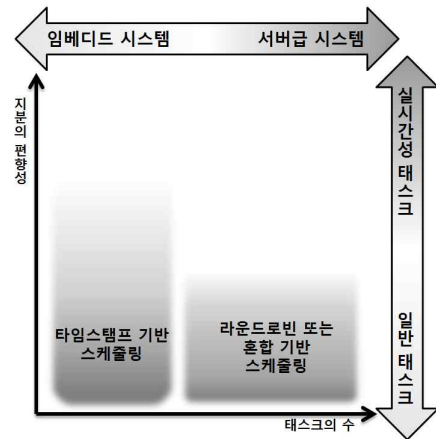 임베디드 시스템
서버급 시스템
지분의 편향성
실시간성 태스크
타임스탬프 기반
스케줄링
라운드로빈 또는
혼합 기반
스케줄링
일반 태스크
태스크의 수